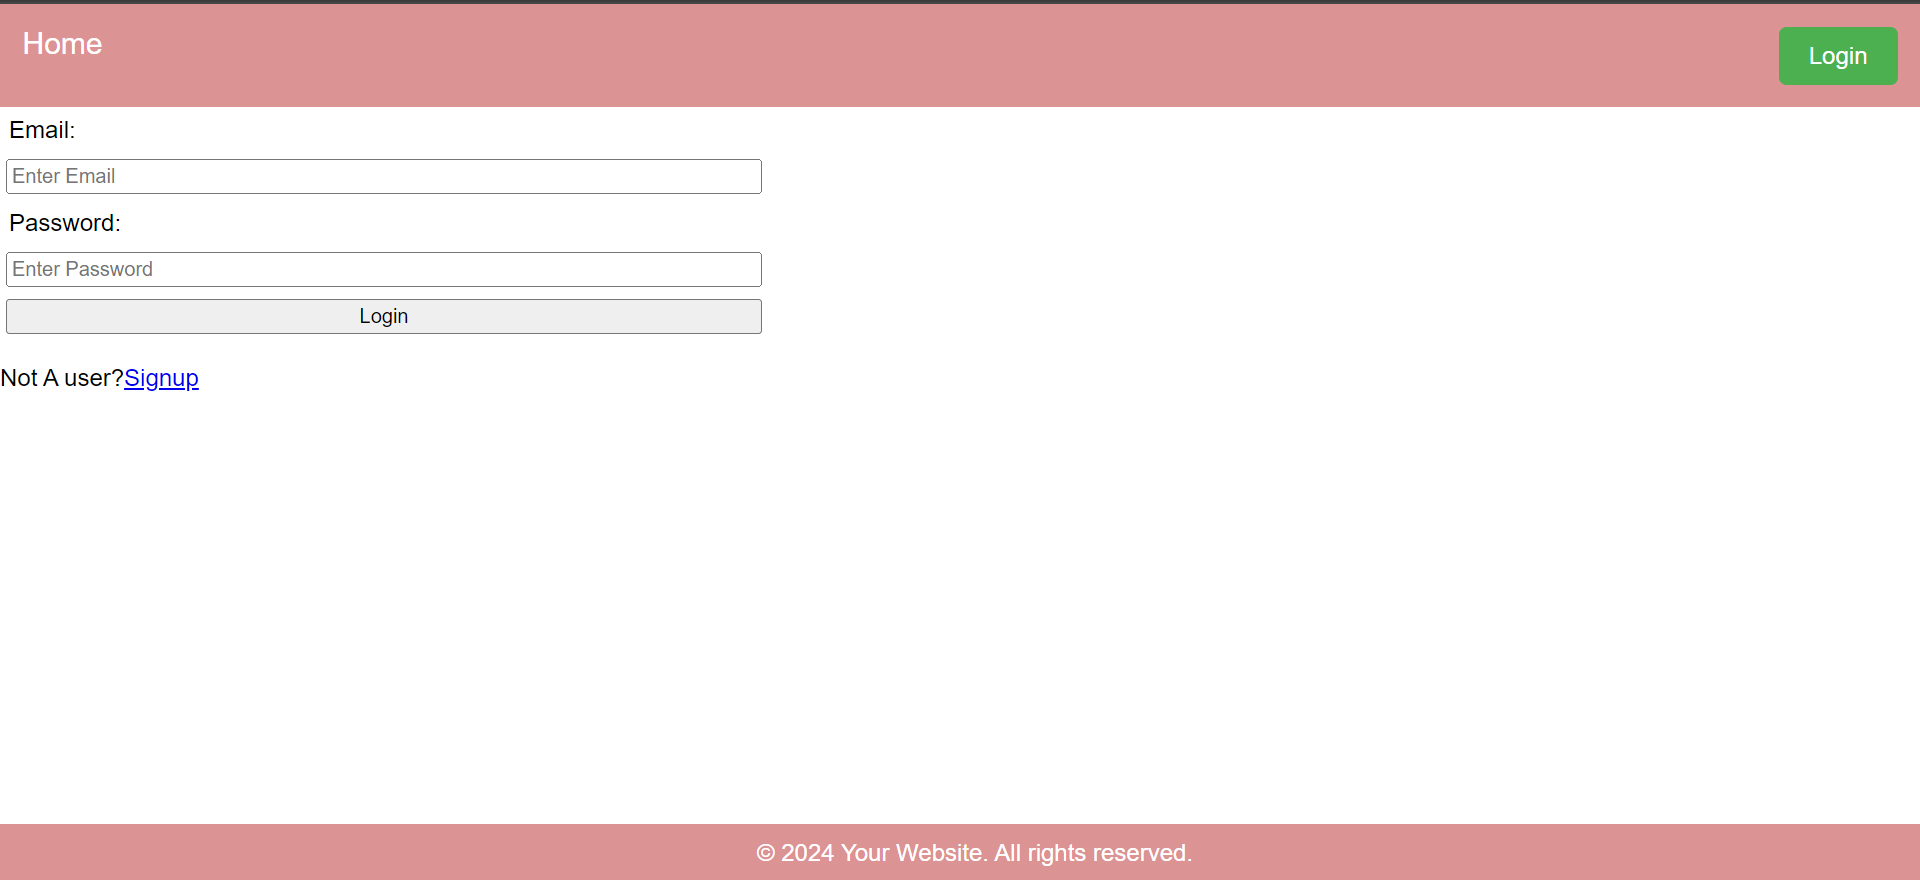 Home
Login
Email:
Enter Email
Password:
Enter Password
Login
Not A user?Signup
© 2024 Your Website. All rights reserved.